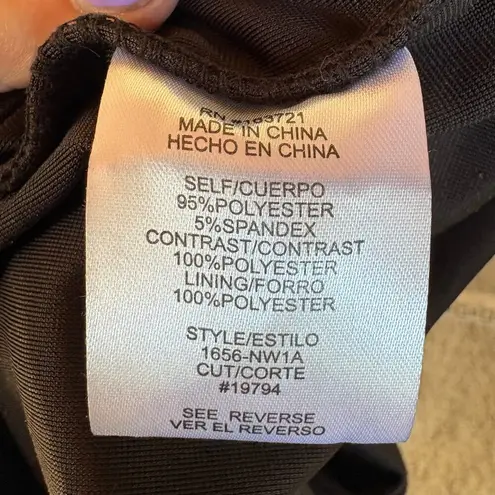 RN #163721
MADE IN CHINA
HECHO EN CHINA
SELF/CUERPO
95%POLYESTER
5%SPANDEX
CONTRAST/CONTRAST
100%POLYESTER
LINING/FORRO
100%POLYESTER
STYLE/ESTILO
1656-NW1A
CUT/CORTE
#19794
SEE REVERSE
VER EL REVERSO